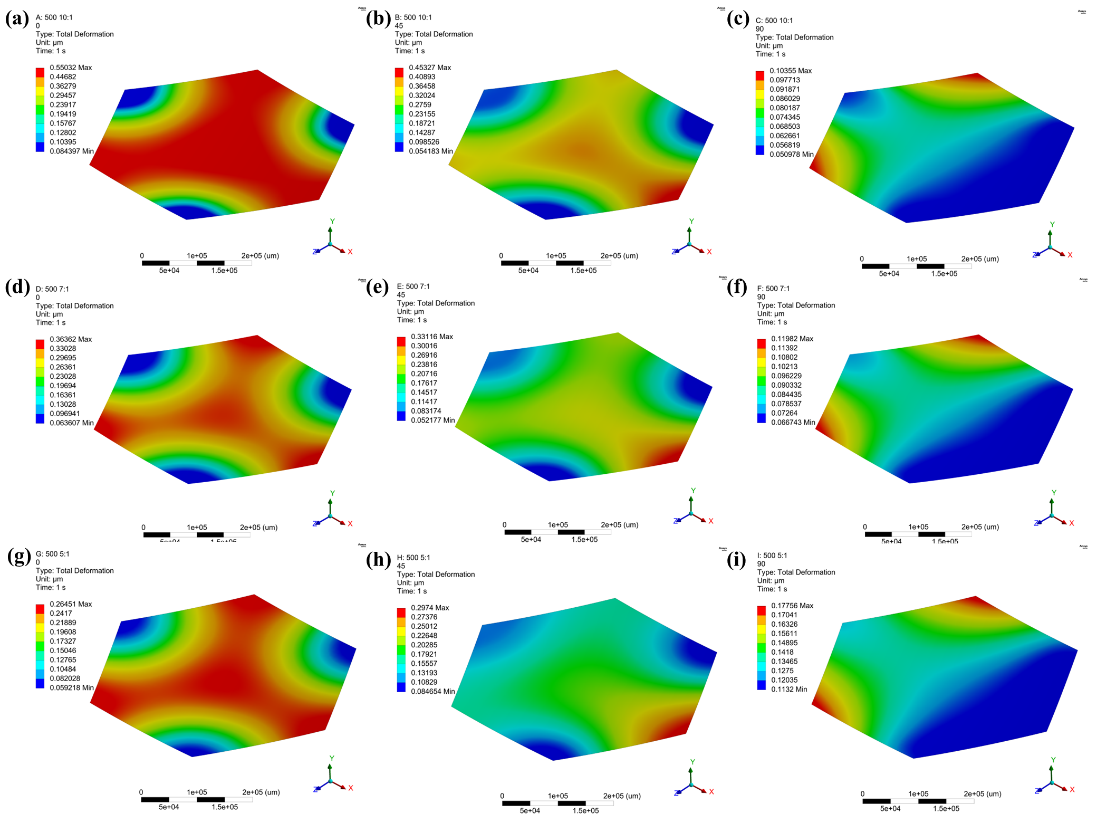 (a)
A: 500 10:1
0
Type: Total Deformation
Unit: µm
Time: 1 s
0.55032 Max
0.44682
0.36279
0.29457
0.23917
0.19419
0.15767
0.12802
0.10395
0.084397 Min
Y
Z
X
0
1e+05
2e+05 (um)
5e+04
1.5e+05
(b)
B: 500 10:1
45
Type: Total Deformation
Unit: µm
Time: 1 s
0.45327 Max
0.40893
0.36458
0.32024
0.2759
0.23155
0.18721
0.14287
0.098526
0.054183 Min
Y
Z
X
0
1e+05
2e+05 (um)
5e+04
1.5e+05
(c)
C: 500 10:1
90
Type: Total Deformation
Unit: µm
Time: 1 s
0.10355 Max
0.097713
0.091871
0.086029
0.080187
0.074345
0.068503
0.062661
0.056819
0.050978 Min
Y
Z
X
0
1e+05
2e+05 (um)
5e+04
1.5e+05
(d)
D: 500 7:1
0
Type: Total Deformation
Unit: µm
Time: 1 s
0.36362 Max
0.33028
0.29695
0.26361
0.23028
0.19694
0.16361
0.13028
0.096941
0.063607 Min
Y
Z
X
0
1e+05
2e+05 (um)
5e+04
1.5e+05
(e)
E: 500 7:1
45
Type: Total Deformation
Unit: µm
Time: 1 s
0.33116 Max
0.30016
0.26916
0.23816
0.20716
0.17617
0.14517
0.11417
0.083174
0.052177 Min
Y
Z
X
0
1e+05
2e+05 (um)
5e+04
1.5e+05
(f)
F: 500 7:1
90
Type: Total Deformation
Unit: µm
Time: 1 s
0.11982 Max
0.11392
0.10802
0.10213
0.096229
0.090332
0.084435
0.078537
0.07264
0.066743 Min
Y
Z
X
0
1e+05
2e+05 (um)
5e+04
1.5e+05
(g)
G: 500 5:1
0
Type: Total Deformation
Unit: µm
Time: 1 s
0.26451 Max
0.2417
0.21889
0.19608
0.17327
0.15046
0.12765
0.10484
0.082028
0.059218 Min
Y
Z
X
0
1e+05
2e+05 (um)
5e+04
1.5e+05
(h)
H: 500 5:1
45
Type: Total Deformation
Unit: µm
Time: 1 s
0.2974 Max
0.27376
0.25012
0.22648
0.20285
0.17921
0.15557
0.13193
0.10829
0.084654 Min
Y
Z
X
0
1e+05
2e+05 (um)
5e+04
1.5e+05
(i)
I: 500 5:1
90
Type: Total Deformation
Unit: µm
Time: 1 s
0.17756 Max
0.17041
0.16326
0.15611
0.14895
0.1418
0.13465
0.1275
0.12035
0.1132 Min
Y
Z
X
0
1e+05
2e+05 (um)
5e+04
1.5e+05